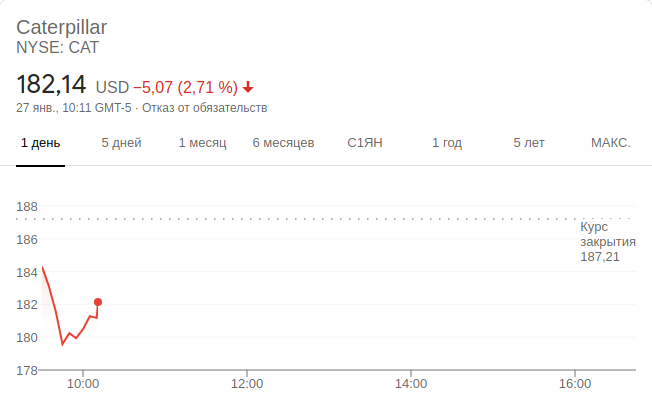 Caterpillar
NYSE: CAT
182,14 USD −5,07 (2,71 %)
27 янв., 10:11 GMT-5 · Отказ от обязательств
1 день 5 дней 1 месяц 6 месяцев С1ЯН 1 год 5 лет МАКС.
188
Курс
закрытия
187,21
186
184
182
180
178
10:00 12:00 14:00 16:00